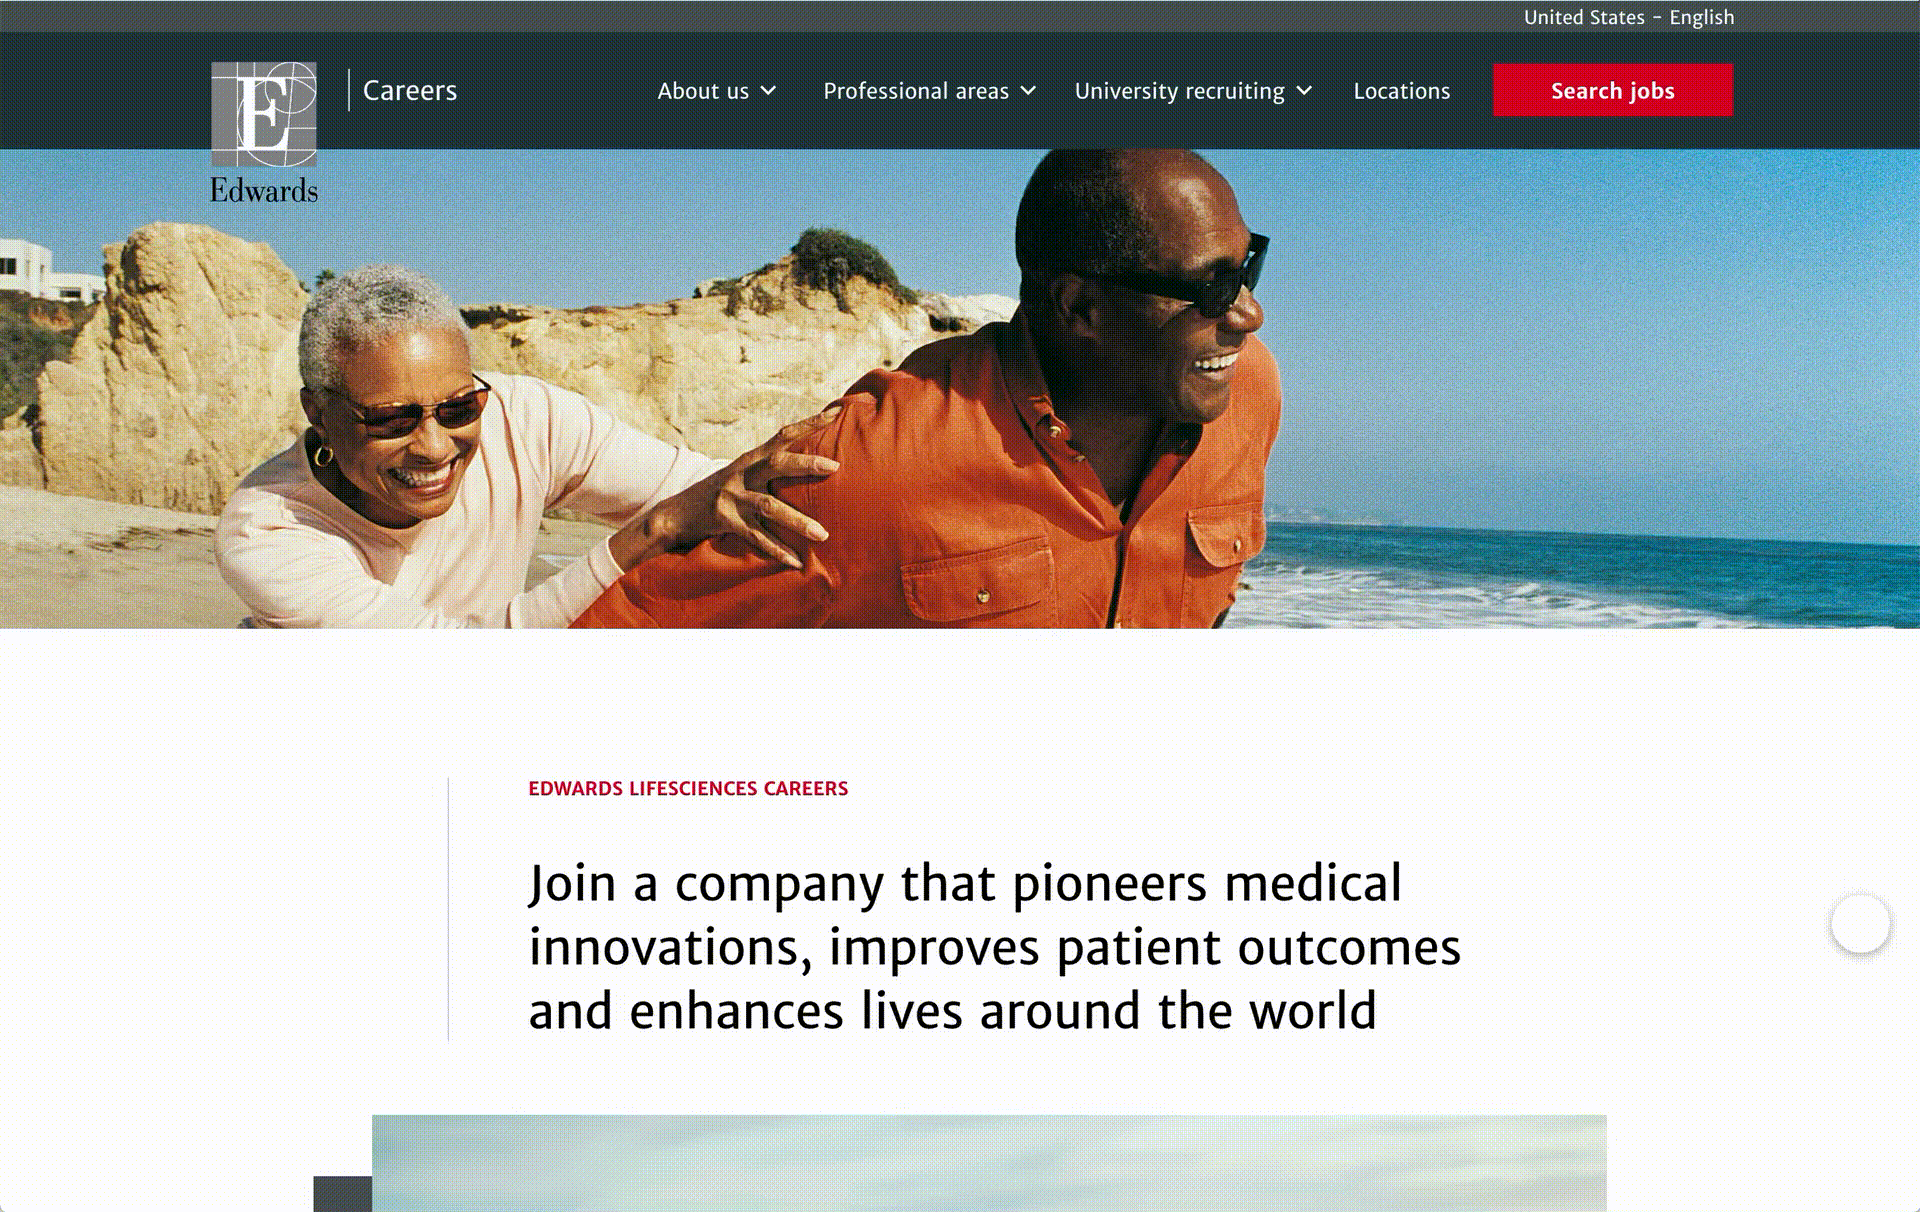 United States - English
E
Edwards
Careers
About us
Professional areas
University recruiting
Locations
Search jobs
EDWARDS LIFESCIENCES CAREERS
Join a company that pioneers medical
innovations, improves patient outcomes
and enhances lives around the world